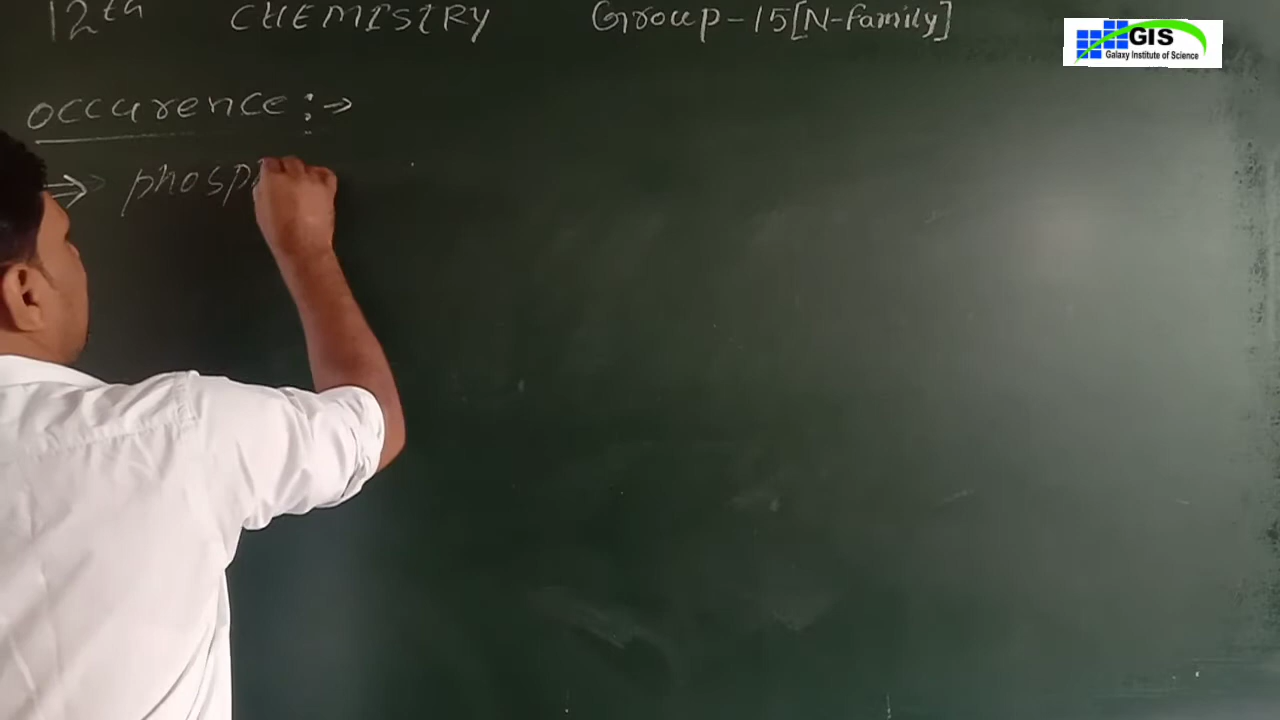 12th CHEMISTRY Group-15[N-family]
GIS
Galaxy Institute of Science
occurence :→
⇒ phosp